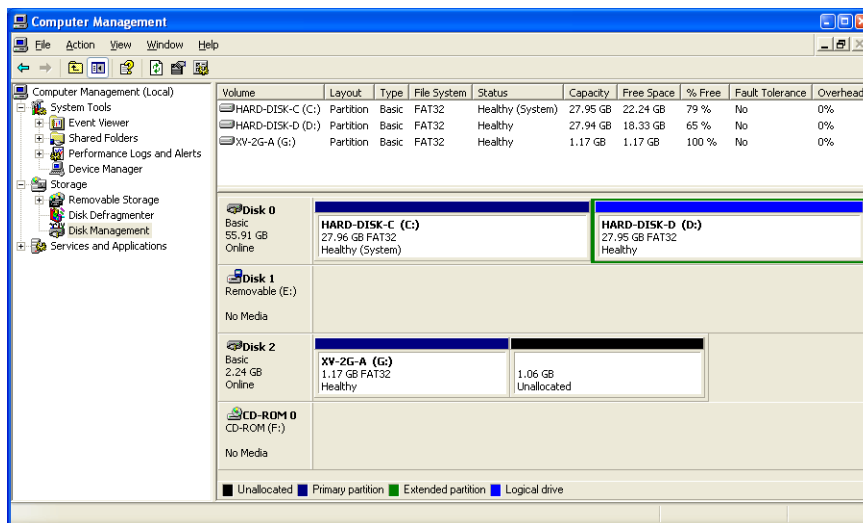 Computer Management
File Action View Window Help
Computer Management (Local)
System Tools
Event Viewer
Shared Folders
Performance Logs and Alerts
Device Manager
Storage
Removable Storage
Disk Defragmenter
Disk Management
Services and Applications
Volume Layout Type File System Status Capacity Free Space % Free Fault Tolerance Overhead
HARD-DISK-C (C:) Partition Basic FAT32 Healthy (System) 27.95 GB 22.24 GB 79 % No 0%
HARD-DISK-D (D:) Partition Basic FAT32 Healthy 27.94 GB 18.33 GB 65 % No 0%
XV-2G-A (G:) Partition Basic FAT32 Healthy 1.17 GB 1.17 GB 100 % No 0%
Disk 0
Basic
55.91 GB
Online
HARD-DISK-C (C:)
27.96 GB FAT32
Healthy (System)
HARD-DISK-D (D:)
27.95 GB FAT32
Healthy
Disk 1
Removable (E:)
No Media
Disk 2
Basic
2.24 GB
Online
XV-2G-A (G:)
1.17 GB FAT32
Healthy
1.06 GB
Unallocated
CD-ROM 0
CD-ROM (F:)
No Media
Unallocated Primary partition Extended partition Logical drive